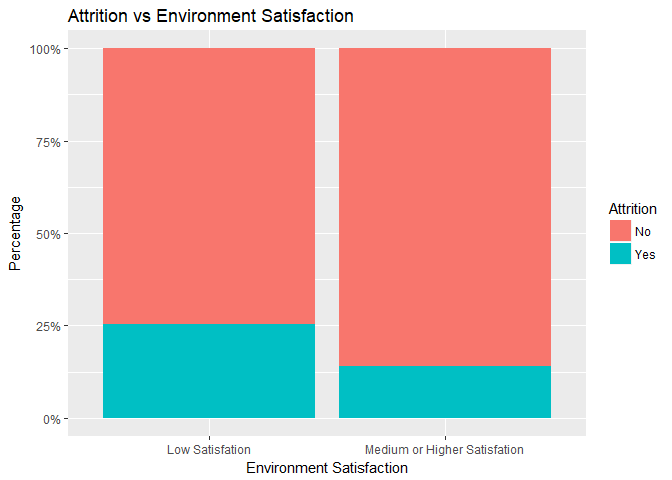 Attrition vs Environment Satisfaction
100%
75%
50%
25%
0%
Percentage
Low Satisfation
Medium or Higher Satisfation
Environment Satisfaction
Attrition
No
Yes